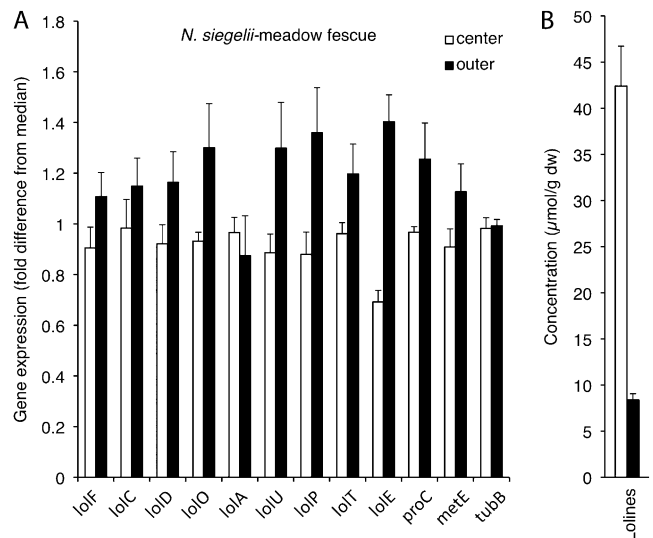 A
N. siegelii-meadow fescue
center
outer
Gene expression (fold difference from median)
1.8
1.6
1.4
1.2
1
0.8
0.6
0.4
0.2
0
lolF
lolC
lolD
lolO
lolA
lolU
lolP
lolT
lolE
proC
metE
tubB
B
Concentration (µmol/g dw)
50
45
40
35
30
25
20
15
10
5
0
Lolines